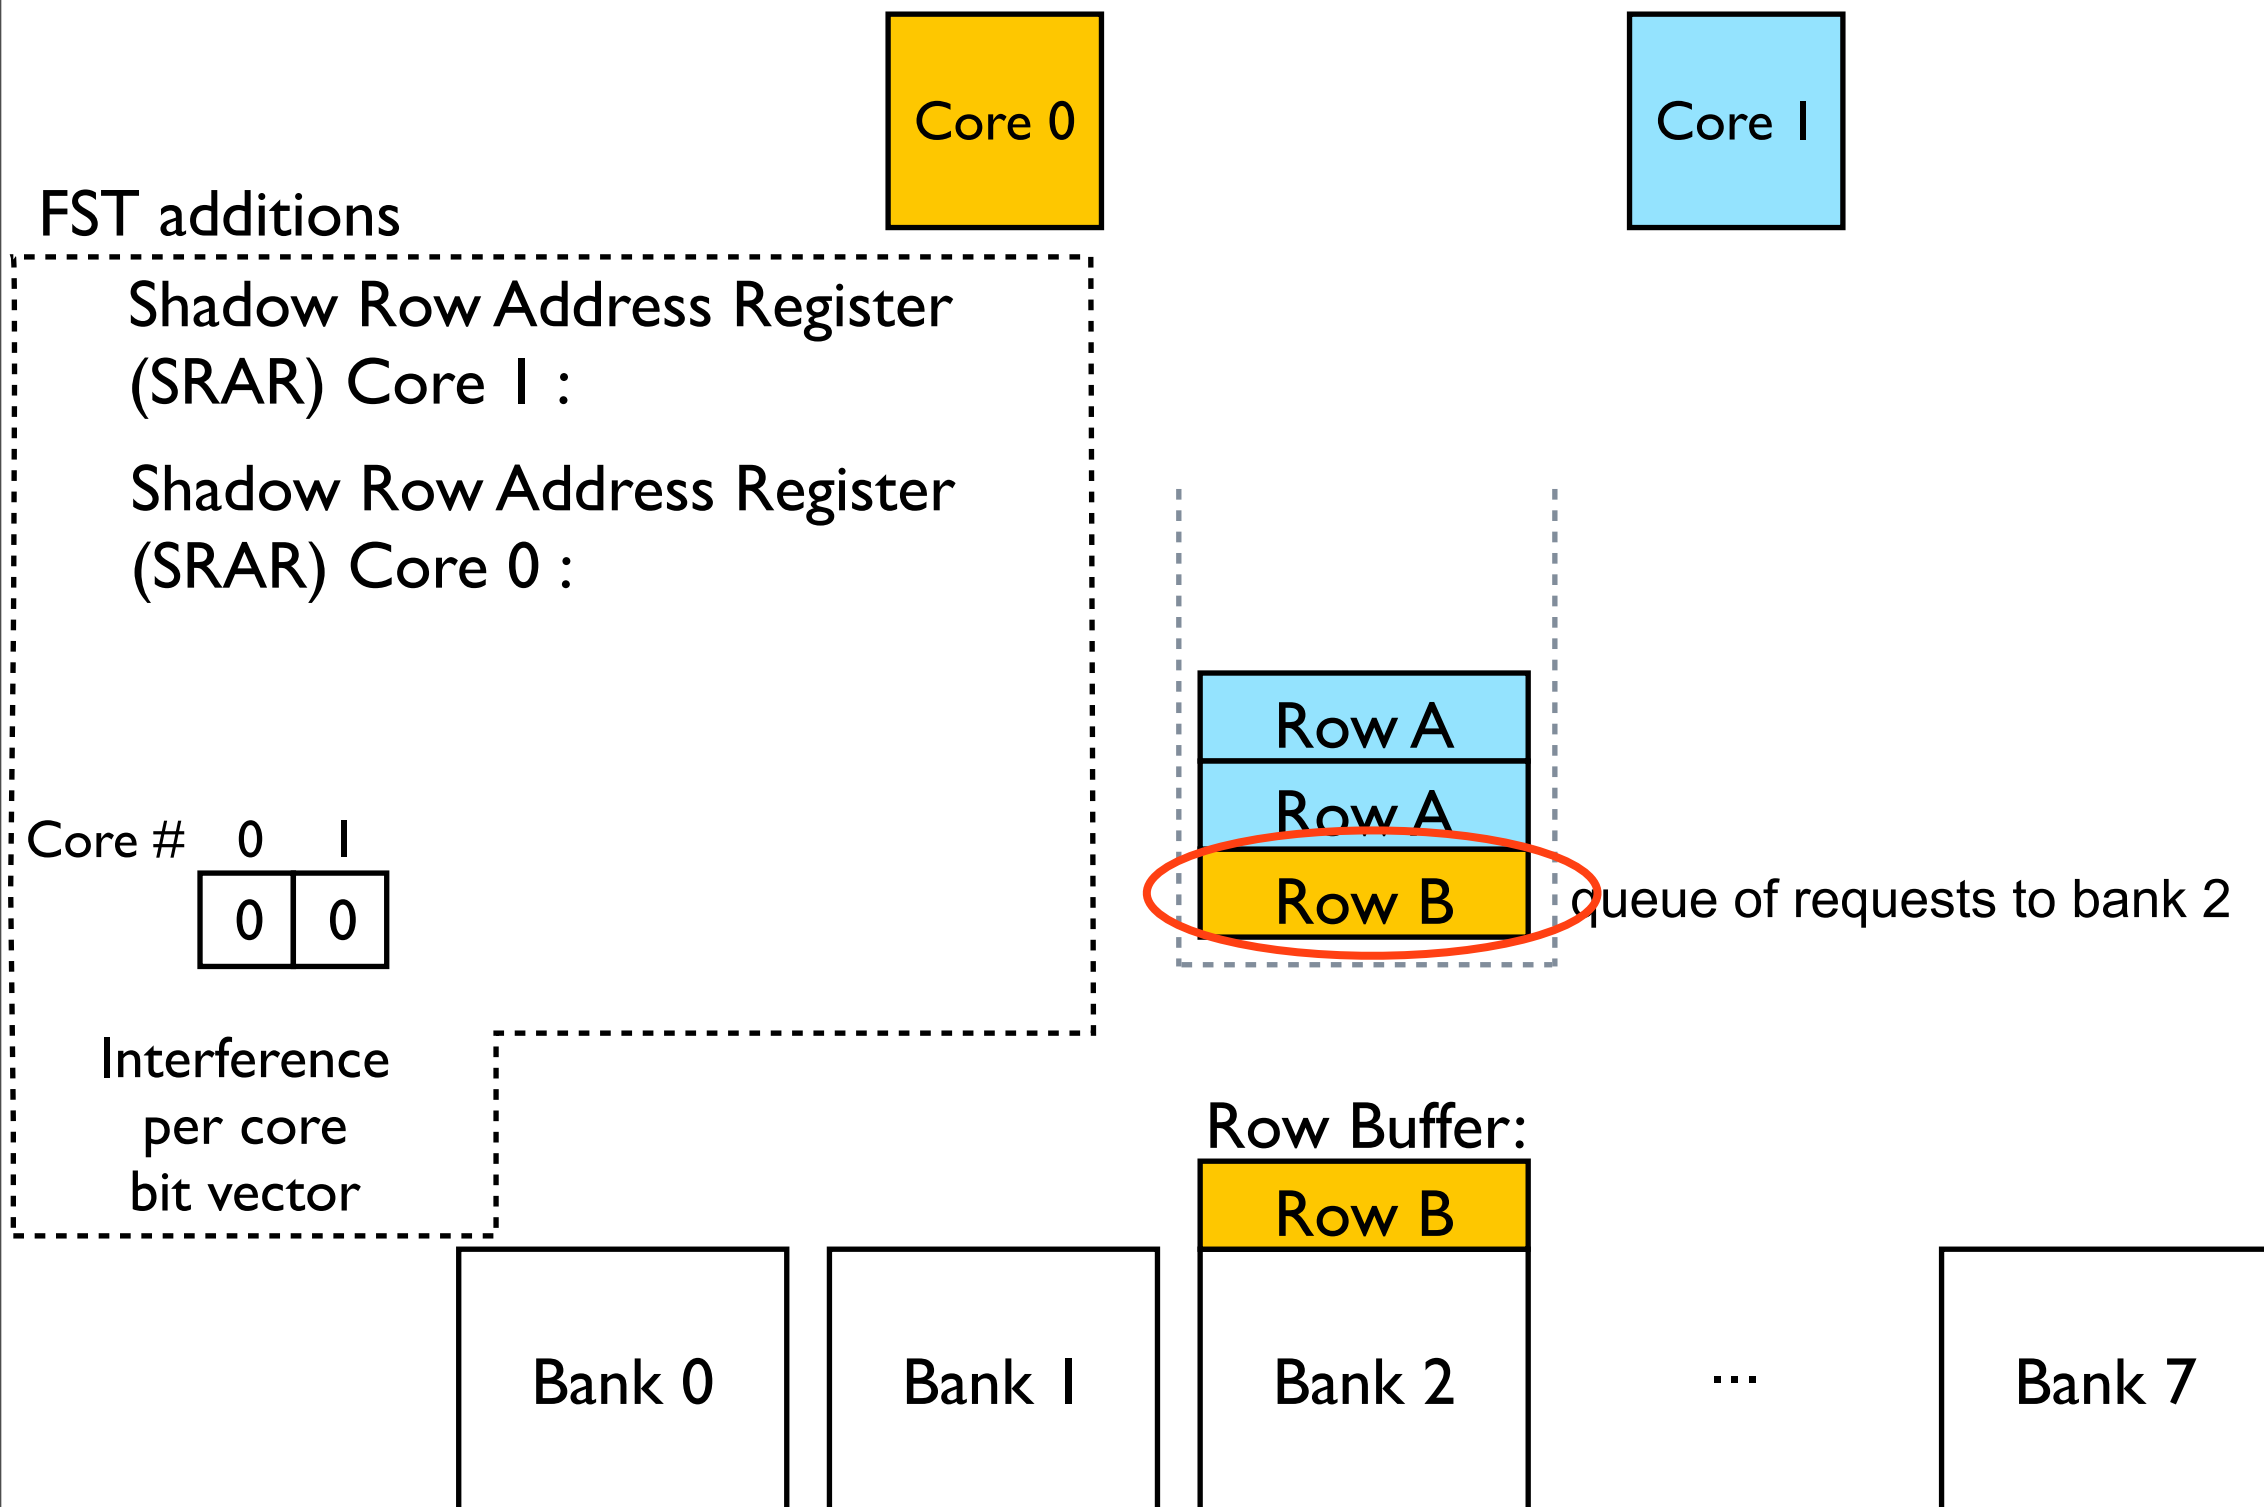 Core 0
Core 1
FST additions
Shadow Row Address Register
(SRAR) Core 1 :
Shadow Row Address Register
(SRAR) Core 0 :
Row A
Row A
Core # 0 1
0 0
Row B
queue of requests to bank 2
Interference
per core
bit vector
Row Buffer:
Row B
Bank 0
Bank 1
Bank 2
...
Bank 7